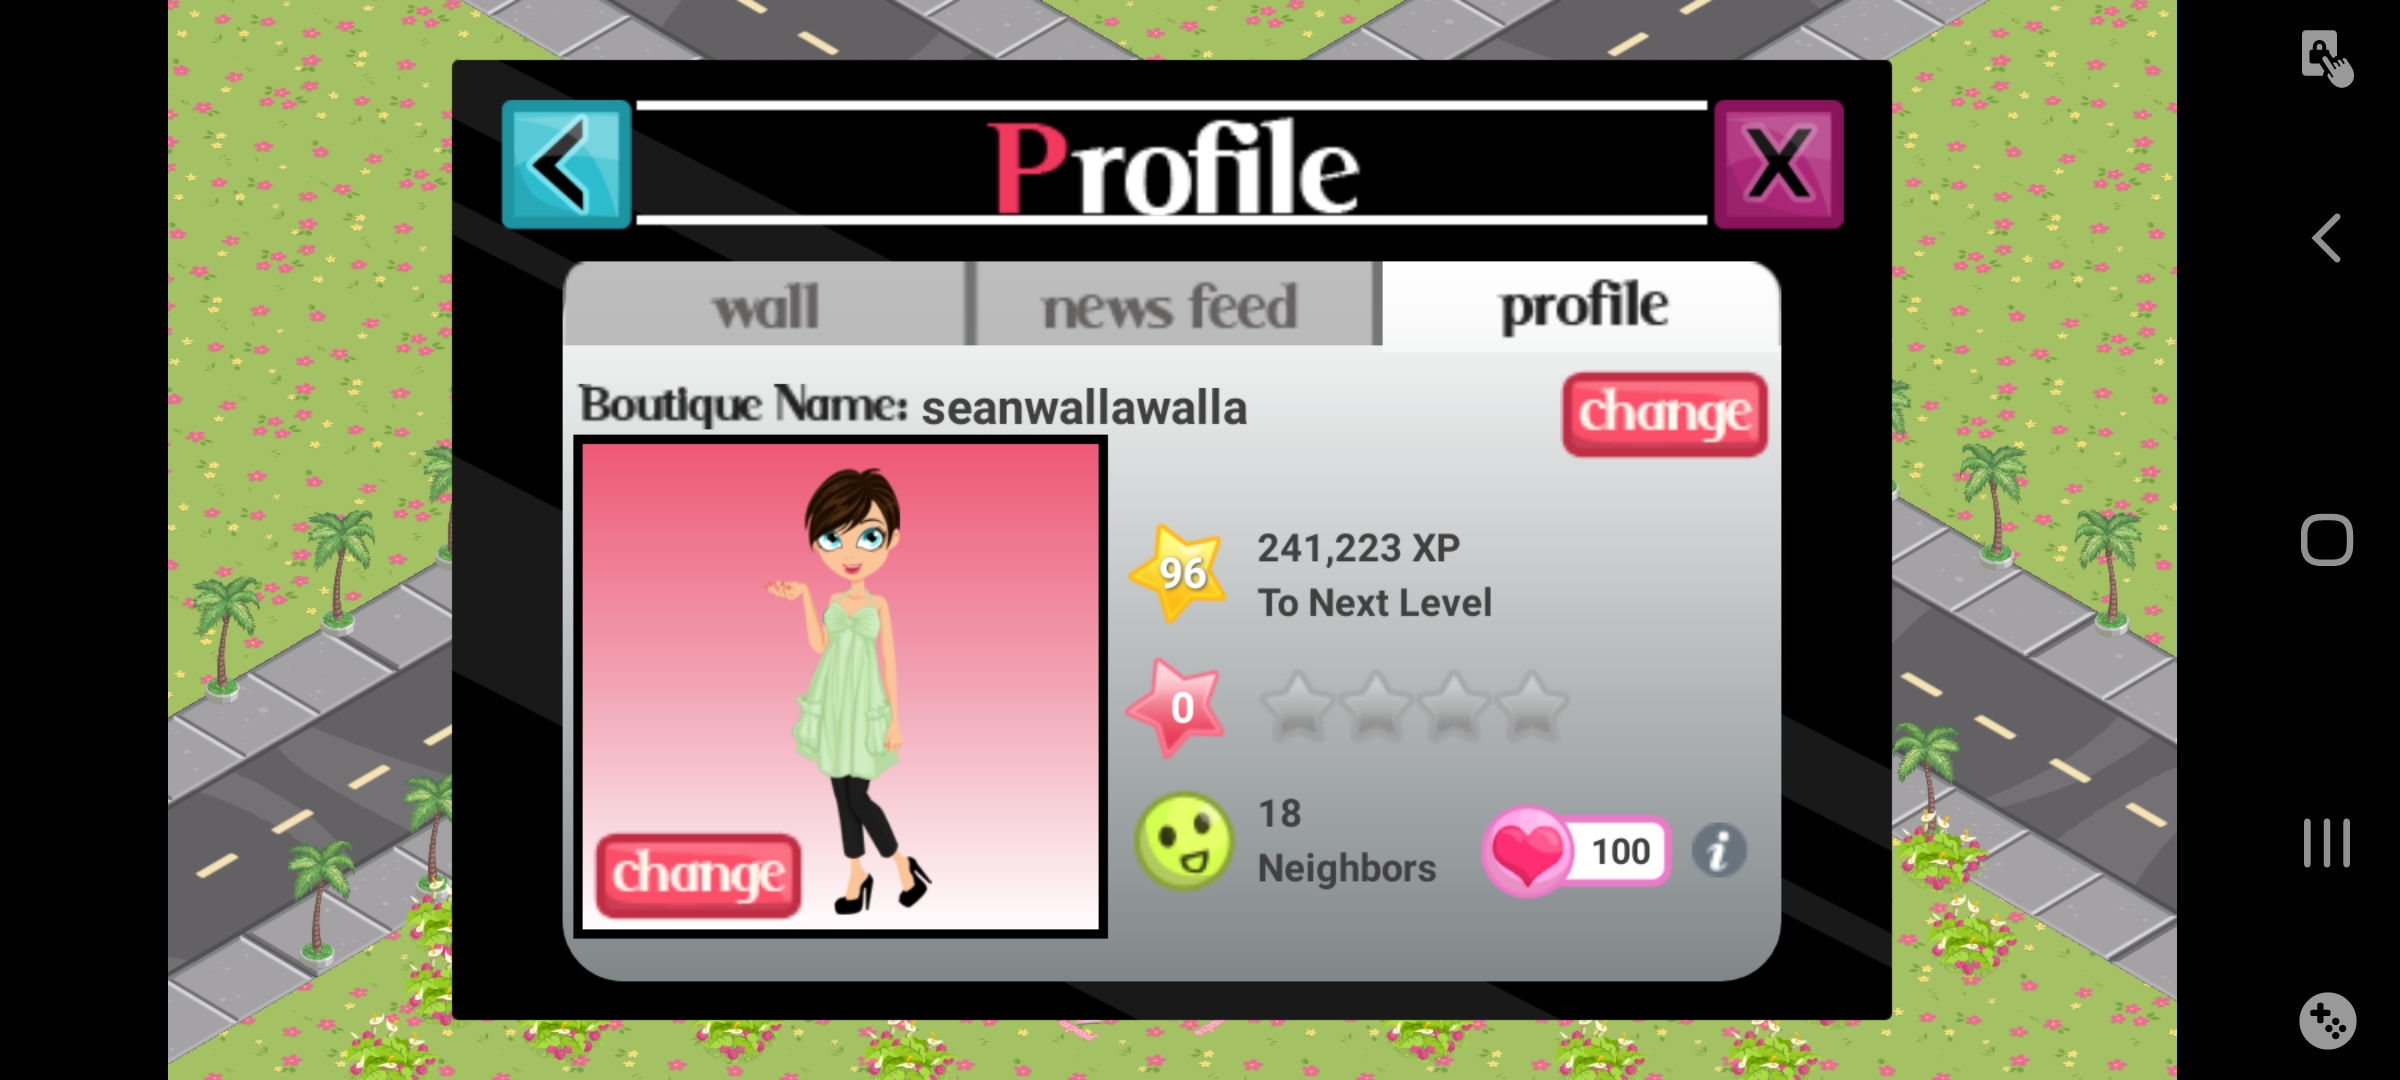 Profile
wall
news feed
profile
Boutique Name: seanwallawalla
change
96
241,223 XP
To Next Level
0
18
Neighbors
100
i
change